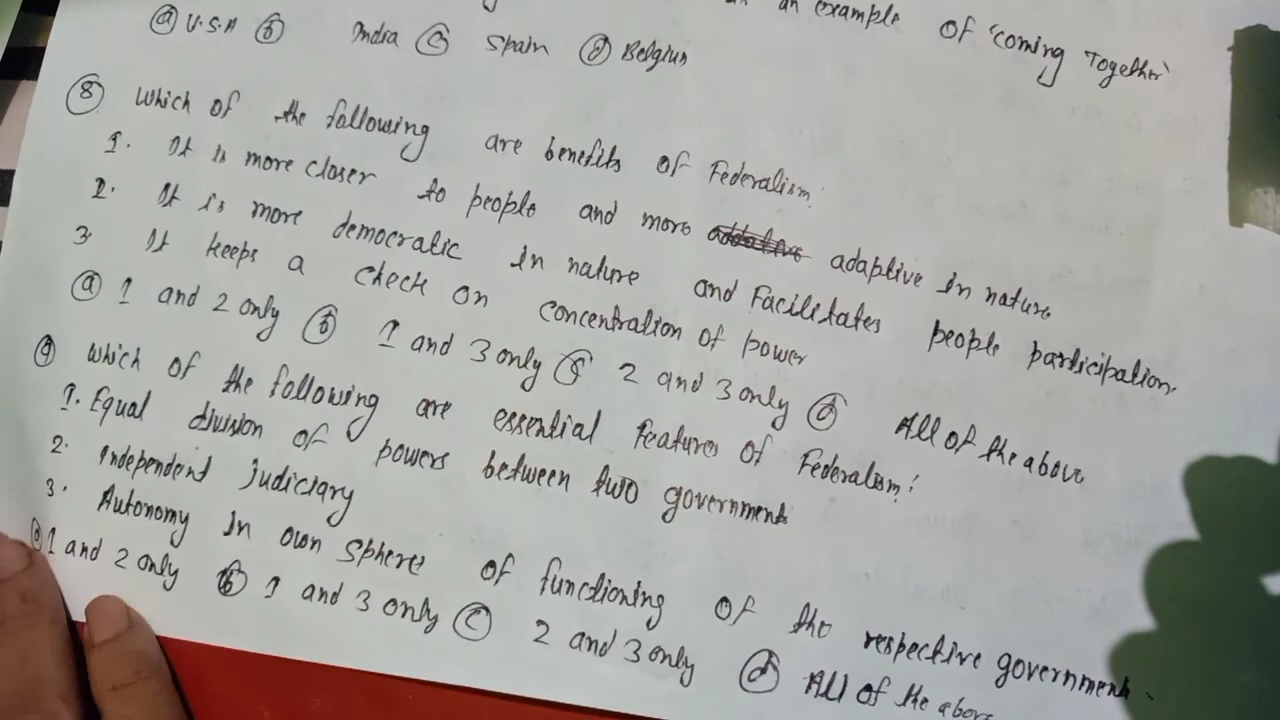 an example of 'Coming Together'
ⓐ U.S.A ⓑ India ⓒ Spain ⓓ Belgium
⑧ Which of the following are benefits of Federalism.
1. It is more closer to people and more adaptive in nature
2. It is more democratic in nature and Facilitates people participation.
3. It keeps a check on concentration of power
ⓐ 1 and 2 only ⓑ 1 and 3 only ⓒ 2 and 3 only ⓓ All of the above
⑨ Which of the following are essential Features of Federalism?
1. Equal division of powers between two governments
2. Independent Judiciary
3. Autonomy in own spheres of functioning of the respective governments.
ⓐ 1 and 2 only ⓑ 1 and 3 only ⓒ 2 and 3 only ⓓ All of the above